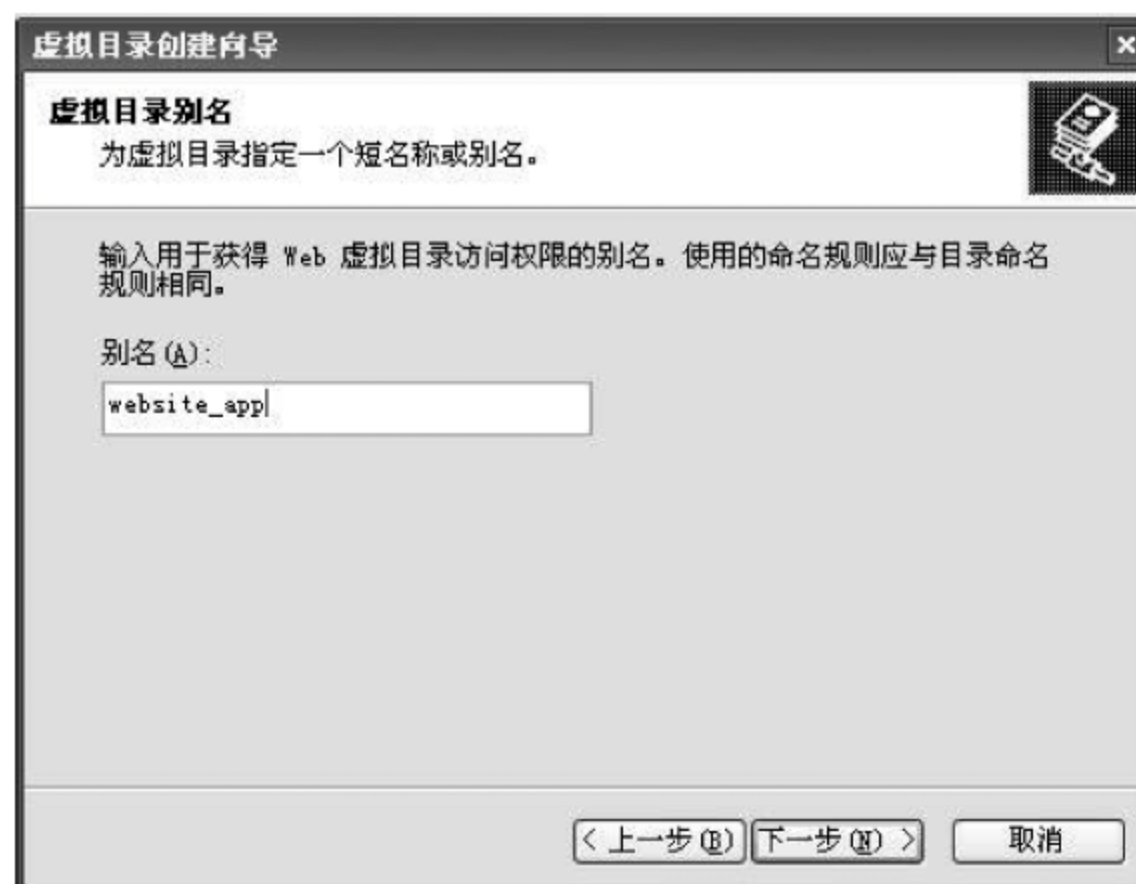 虚拟目录创建向导
虚拟目录别名
为虚拟目录指定一个短名称或别名。
输入用于获得 Web 虚拟目录访问权限的别名。使用的命名规则应与目录命名
规则相同。
别名(A):
website_app
< 上一步(B) 下一步(N) > 取消